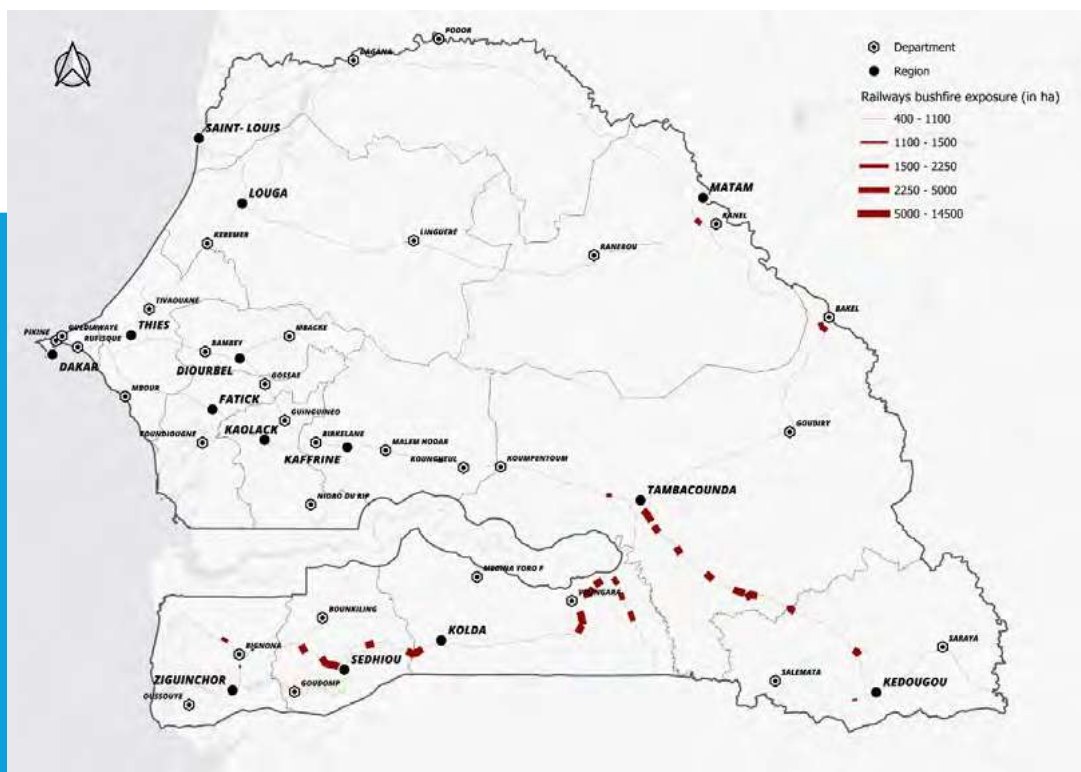 PODOR
DAGANA
Department
Region
Railways bushfire exposure (in ha)
400 - 1100
1100 - 1500
1500 - 2250
2250 - 5000
5000 - 14500
SAINT- LOUIS
MATAM
LOUGA
KANEL
KEBEMER
LINGUERE
RANEROU
TIVAOUANE
BAKEL
THIES
PIKINE
GUEDIAWAYE
RUFISQUE
MBACKE
BAMBEY
DAKAR
DIOURBEL
GOSSAS
MBOUR
FATICK
GUINGUINEO
GOUDIRY
FOUNDIOUGNE
KAOLACK
BIRKELANE
MALEM HODAR
KAFFRINE
KOUNGHEUL
KOUMPENTOUM
NIORO DU RIP
TAMBACOUNDA
MEDINA YORO F
VELINGARA
BOUNKILING
KOLDA
BIGNONA
SARAYA
SEDHIOU
ZIGUINCHOR
GOUDOMP
SALEMATA
OUSSOUYE
KEDOUGOU